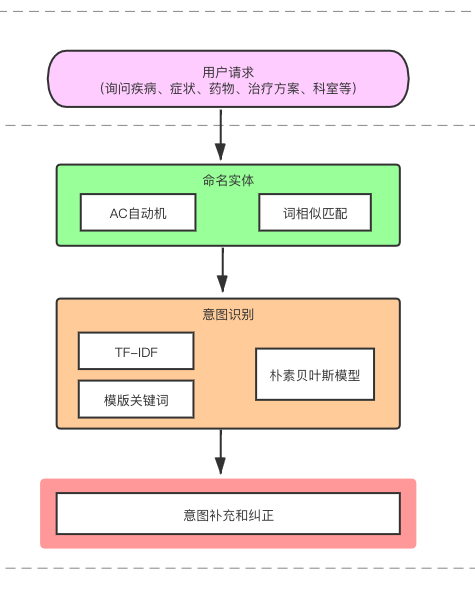 用户请求
（询问疾病、症状、药物、治疗方案、科室等）
命名实体
AC自动机
词相似匹配
意图识别
TF-IDF
朴素贝叶斯模型
模版关键词
意图补充和纠正